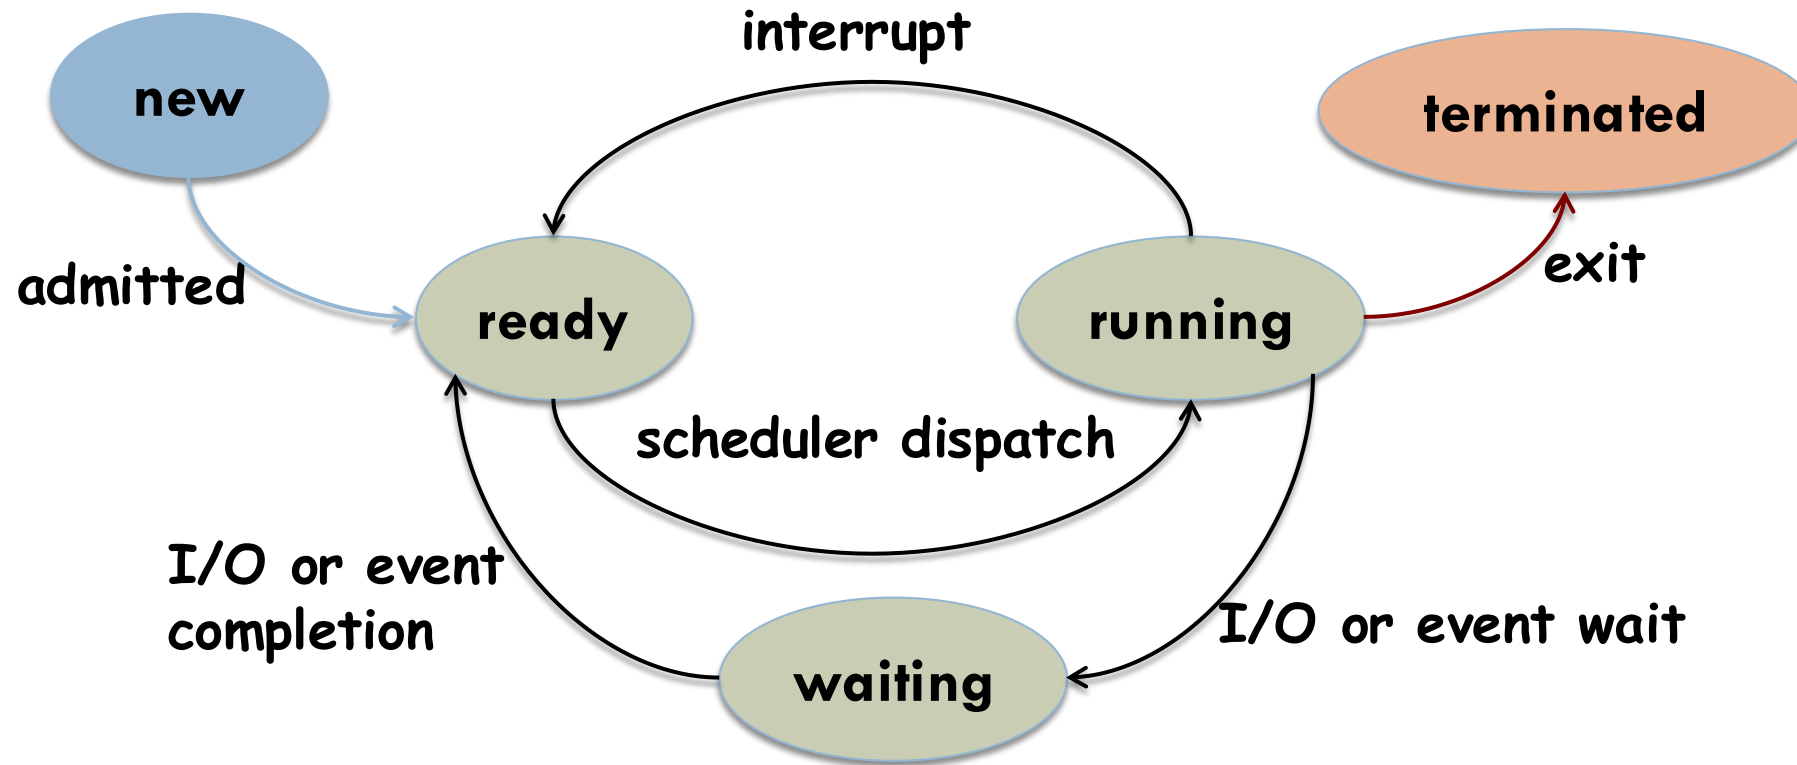 interrupt
new
terminated
admitted
exit
ready
running
scheduler dispatch
I/O or event
completion
I/O or event wait
waiting